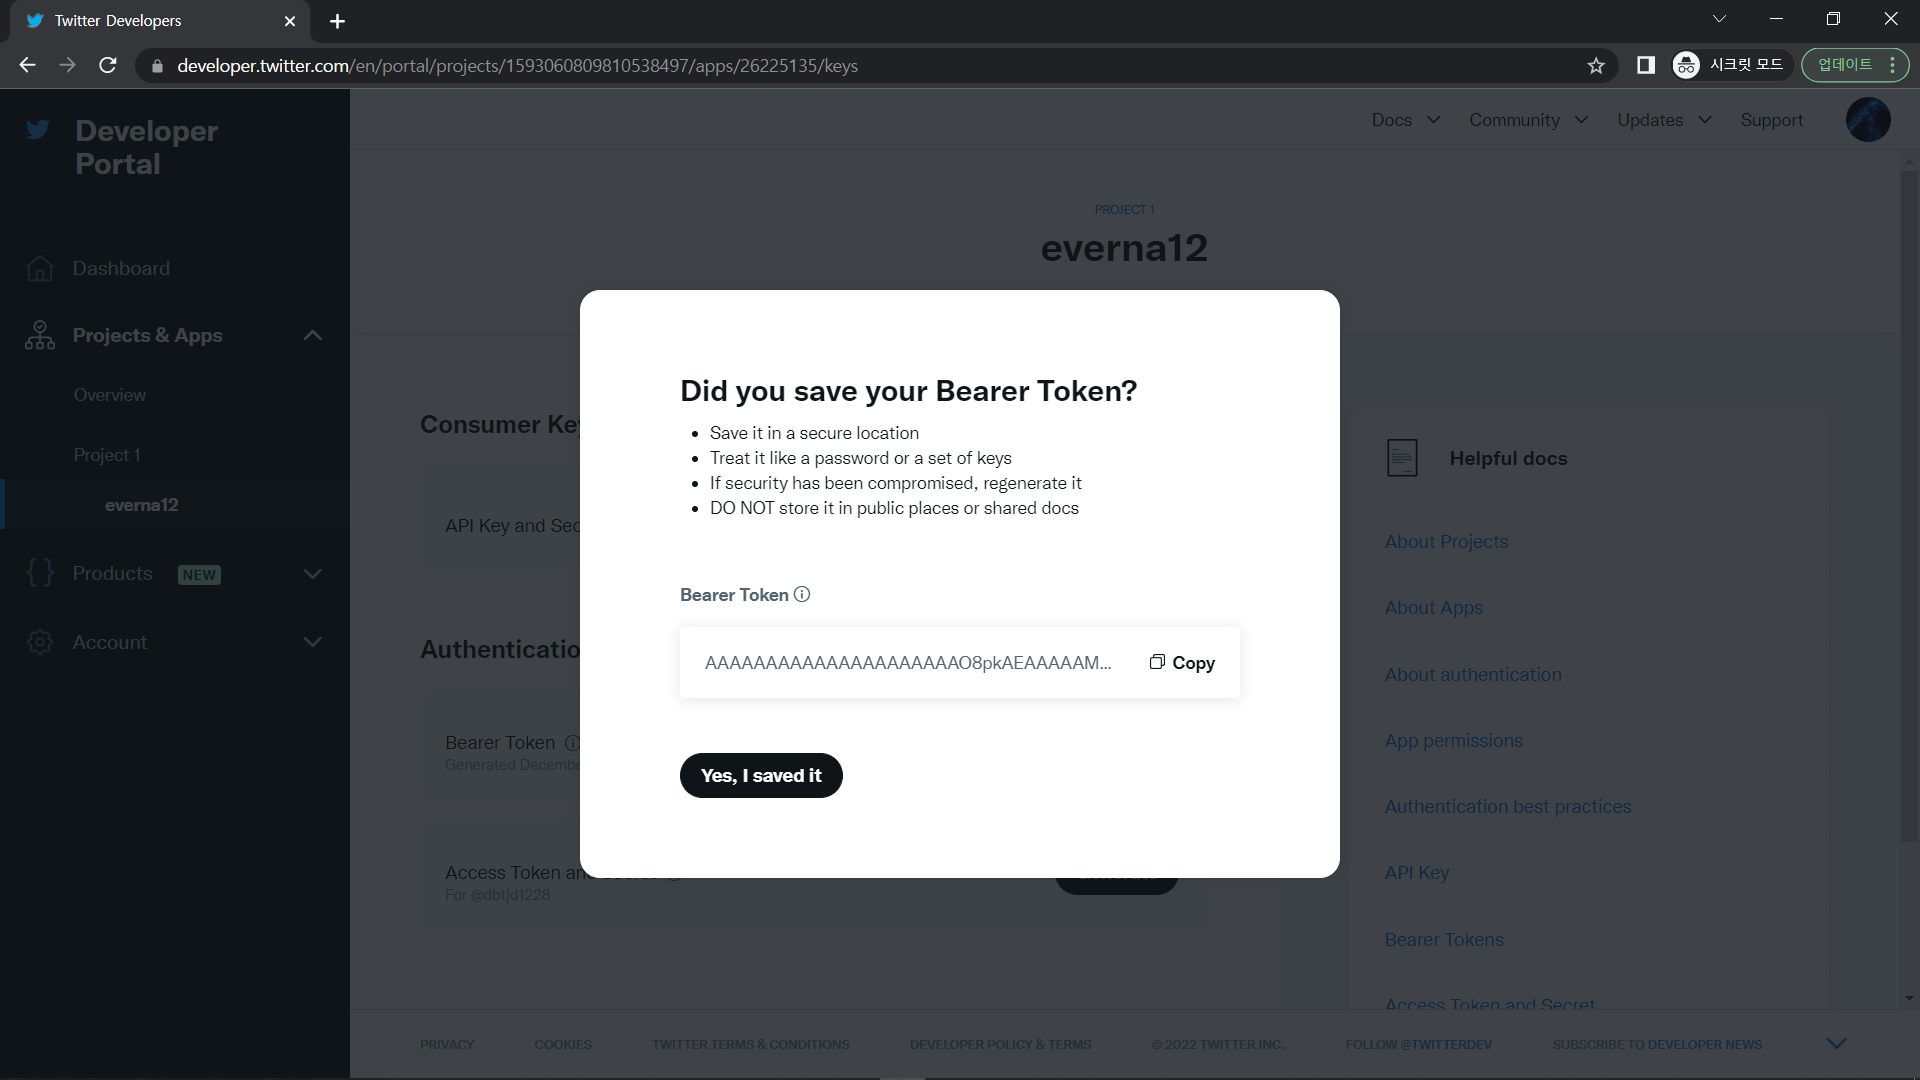 Twitter Developers
developer.twitter.com/en/portal/projects/1593060809810538497/apps/26225135/keys
시크릿 모드
업데이트
Developer
Portal
Docs
Community
Updates
Support
Dashboard
Projects & Apps
Overview
Project 1
everna12
Products NEW
Account
PROJECT 1
everna12
Consumer Key
API Key and Sec
Authenticatio
Bearer Token
Generated Decembe
Access Token an
For @dbtjd1228
Did you save your Bearer Token?
• Save it in a secure location
• Treat it like a password or a set of keys
• If security has been compromised, regenerate it
• DO NOT store it in public places or shared docs
Bearer Token
AAAAAAAAAAAAAAAAAAAAAO8pkAEAAAAAM...
Copy
Yes, I saved it
Helpful docs
About Projects
About Apps
About authentication
App permissions
Authentication best practices
API Key
Bearer Tokens
Access Token and Secret
PRIVACY
COOKIES
TWITTER TERMS & CONDITIONS
DEVELOPER POLICY & TERMS
© 2022 TWITTER INC.
FOLLOW @TWITTERDEV
SUBSCRIBE TO DEVELOPER NEWS